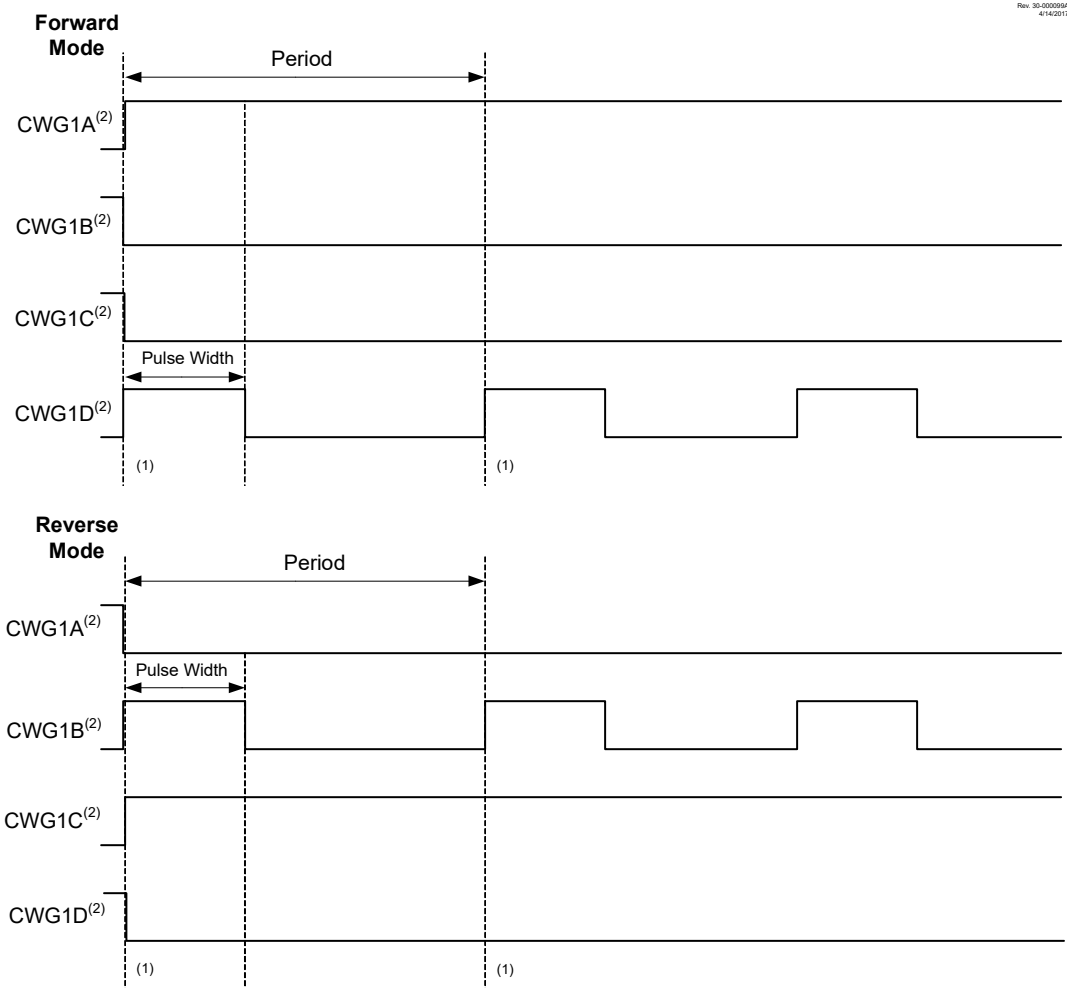 Rev. 30-000099A
4/14/2017
Forward
Mode
Period
CWG1A(2)
CWG1B(2)
CWG1C(2)
Pulse Width
CWG1D(2)
(1)
(1)
Reverse
Mode
Period
CWG1A(2)
Pulse Width
CWG1B(2)
CWG1C(2)
CWG1D(2)
(1)
(1)